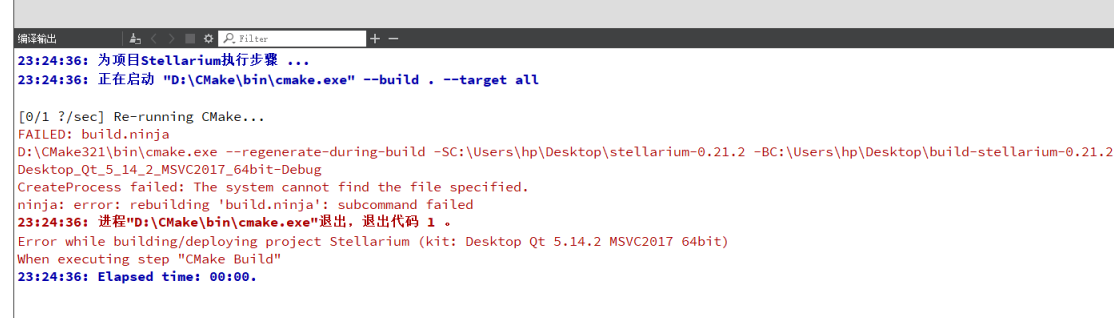 编译输出 Filter
23:24:36: 为项目Stellarium执行步骤 ...
23:24:36: 正在启动 "D:\CMake\bin\cmake.exe" --build . --target all
[0/1 ?/sec] Re-running CMake...
FAILED: build.ninja
D:\CMake321\bin\cmake.exe --regenerate-during-build -SC:\Users\hp\Desktop\stellarium-0.21.2 -BC:\Users\hp\Desktop\build-stellarium-0.21.2
Desktop_Qt_5_14_2_MSVC2017_64bit-Debug
CreateProcess failed: The system cannot find the file specified.
ninja: error: rebuilding 'build.ninja': subcommand failed
23:24:36: 进程"D:\CMake\bin\cmake.exe"退出，退出代码 1 。
Error while building/deploying project Stellarium (kit: Desktop Qt 5.14.2 MSVC2017 64bit)
When executing step "CMake Build"
23:24:36: Elapsed time: 00:00.